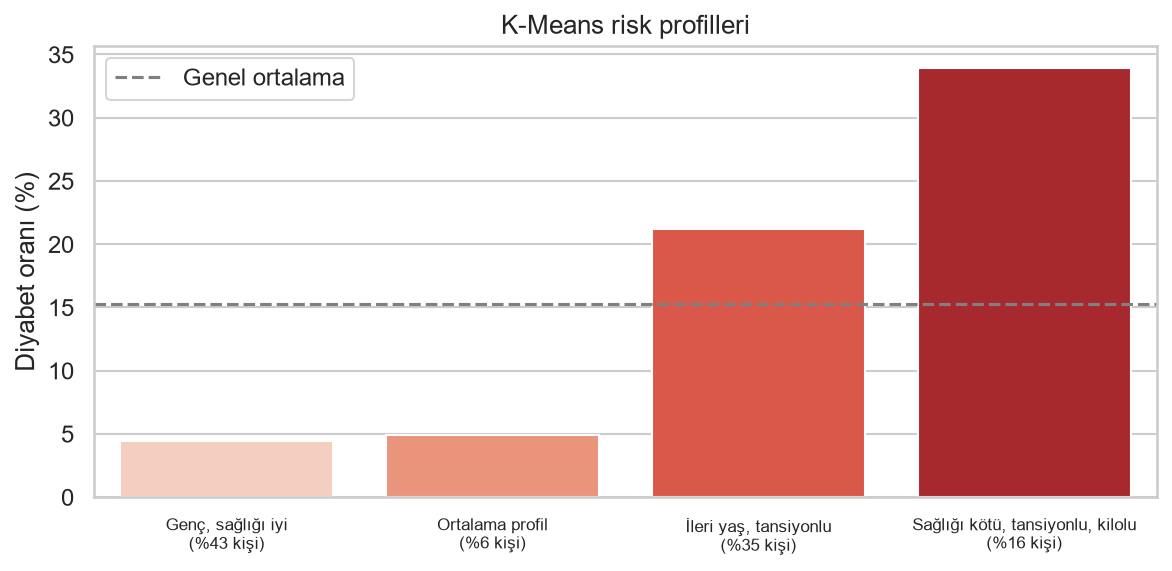 K-Means risk profilleri
Genel ortalama
Diyabet oranı (%)
35
30
25
20
15
10
5
0
Genç, sağlığı iyi
(%43 kişi)
Ortalama profil
(%6 kişi)
İleri yaş, tansiyonlu
(%35 kişi)
Sağlığı kötü, tansiyonlu, kilolu
(%16 kişi)